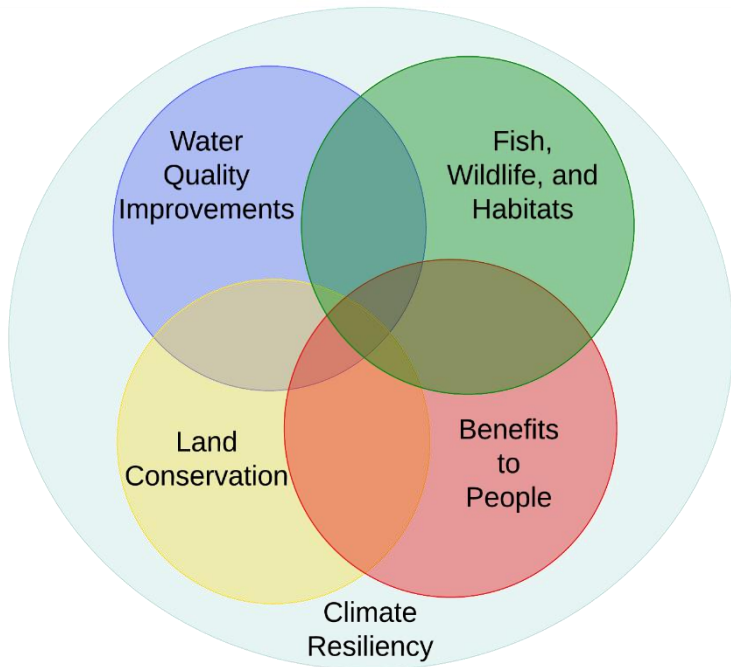 Water
Quality
Improvements
Fish,
Wildlife, and
Habitats
Land
Conservation
Benefits
to
People
Climate
Resiliency